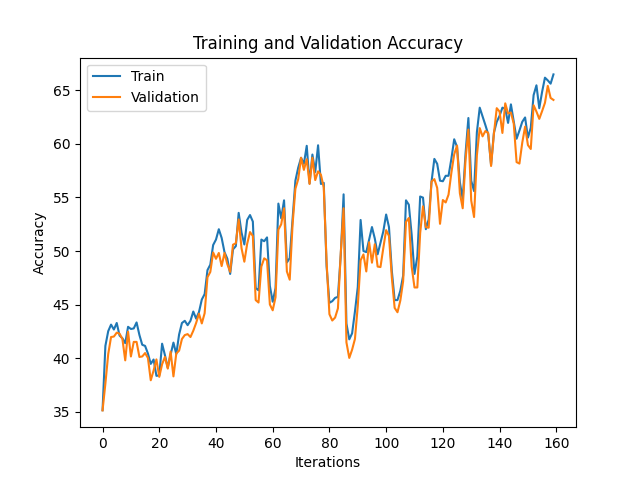 Training and Validation Accuracy
Train
Validation
65
60
55
50
45
40
35
Accuracy
0 20 40 60 80 100 120 140 160
Iterations